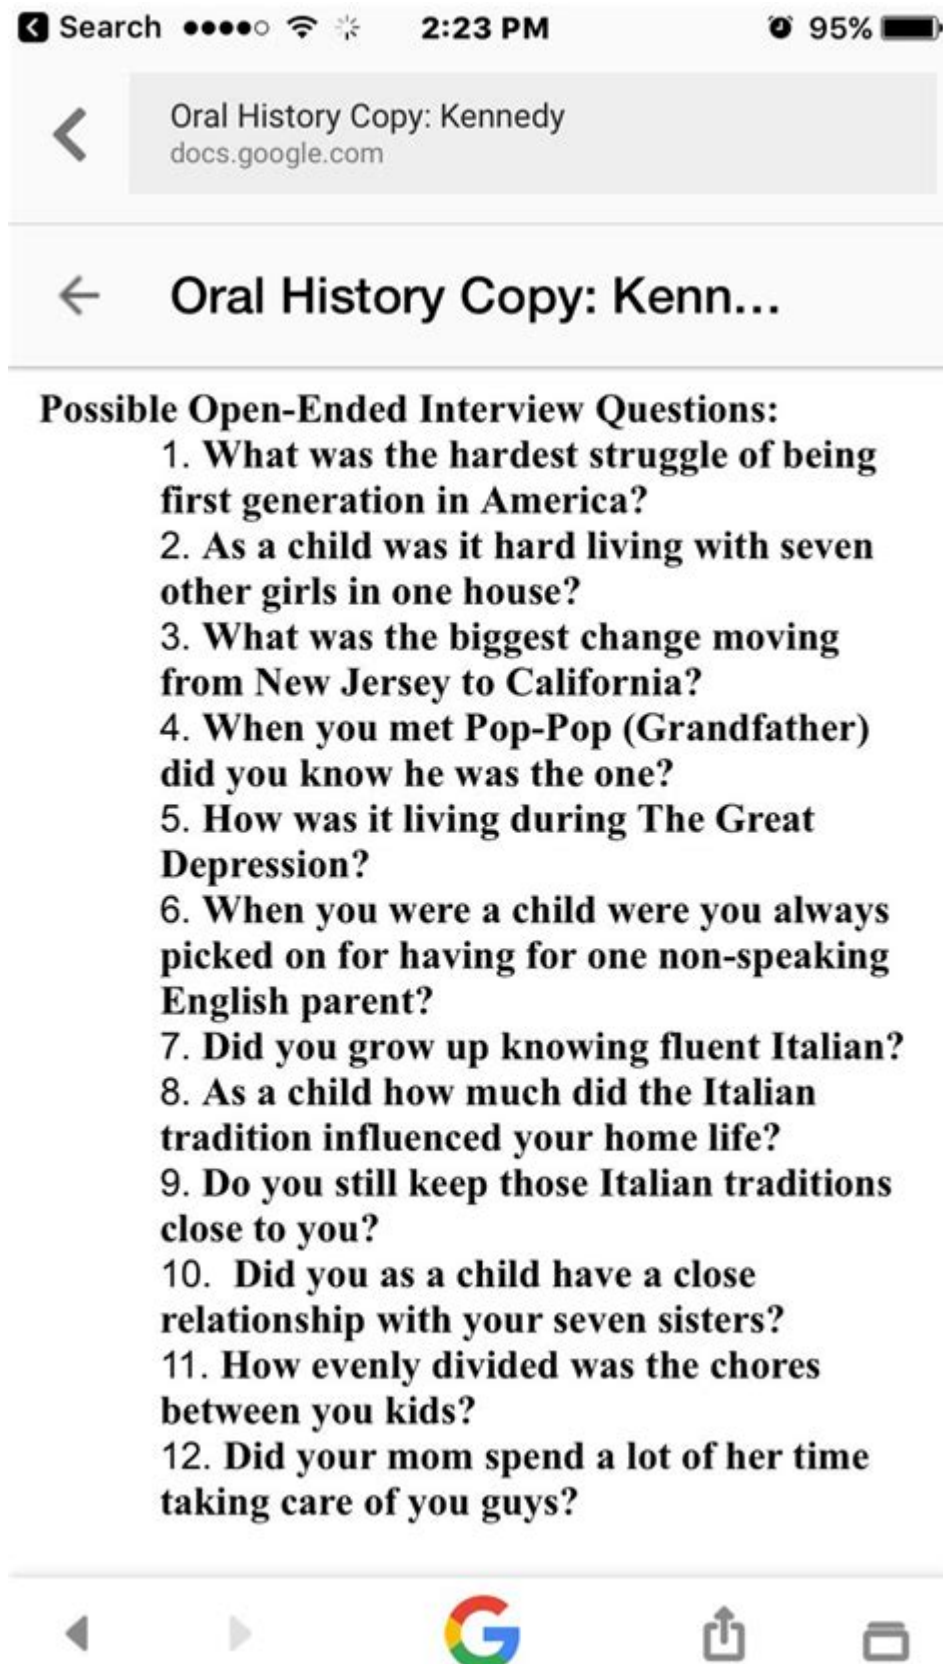 Search 2:23 PM 95%
Oral History Copy: Kennedy
docs.google.com
Oral History Copy: Kenn...
Possible Open-Ended Interview Questions:
1. What was the hardest struggle of being
first generation in America?
2. As a child was it hard living with seven
other girls in one house?
3. What was the biggest change moving
from New Jersey to California?
4. When you met Pop-Pop (Grandfather)
did you know he was the one?
5. How was it living during The Great
Depression?
6. When you were a child were you always
picked on for having for one non-speaking
English parent?
7. Did you grow up knowing fluent Italian?
8. As a child how much did the Italian
tradition influenced your home life?
9. Do you still keep those Italian traditions
close to you?
10. Did you as a child have a close
relationship with your seven sisters?
11. How evenly divided was the chores
between you kids?
12. Did your mom spend a lot of her time
taking care of you guys?
G